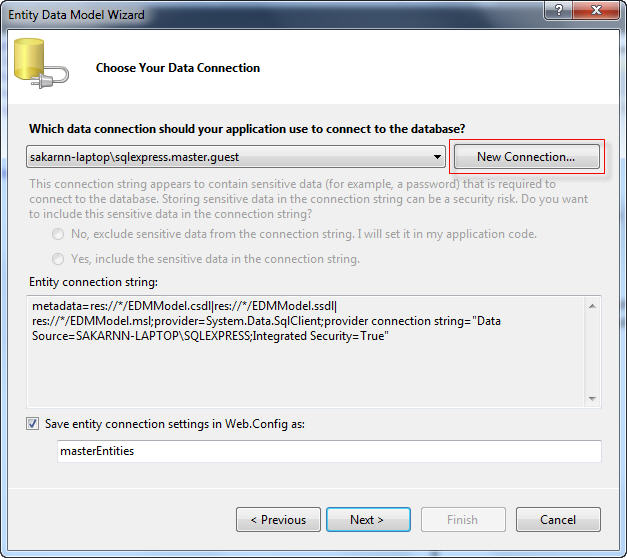 Entity Data Model Wizard
?
Choose Your Data Connection
Which data connection should your application use to connect to the database?
sakarnn-laptop\sqlexpress.master.guest
New Connection...
This connection string appears to contain sensitive data (for example, a password) that is required to
connect to the database. Storing sensitive data in the connection string can be a security risk. Do you want
to include this sensitive data in the connection string?
No, exclude sensitive data from the connection string. I will set it in my application code.
Yes, include the sensitive data in the connection string.
Entity connection string:
metadata=res://*/EDMModel.csdl|res://*/EDMModel.ssdl|
res://*/EDMModel.msl;provider=System.Data.SqlClient;provider connection string="Data
Source=SAKARNN-LAPTOP\SQLEXPRESS;Integrated Security=True"
Save entity connection settings in Web.Config as:
masterEntities
< Previous
Next >
Finish
Cancel